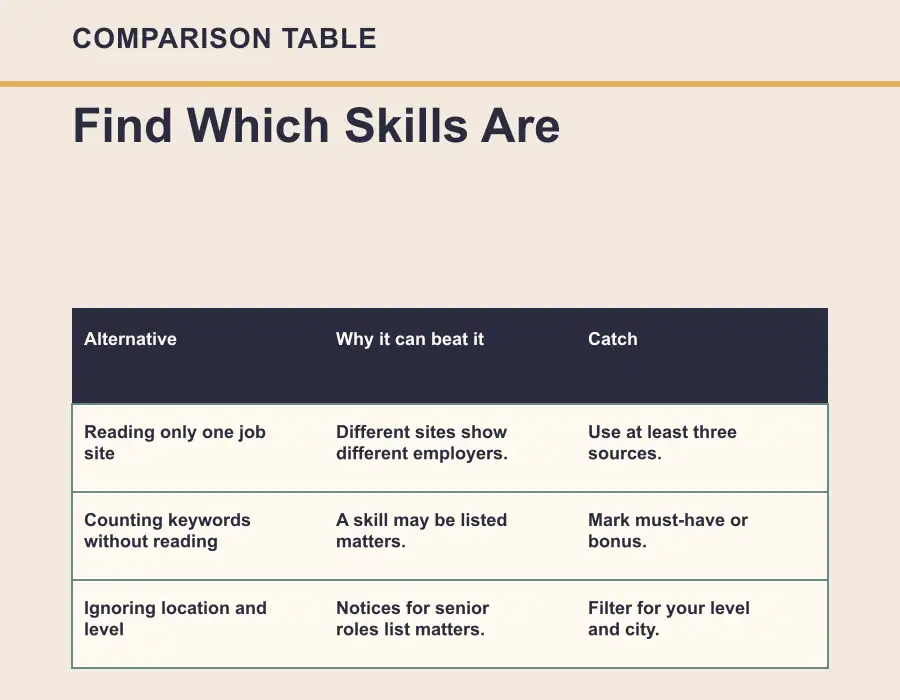 COMPARISON TABLE
Find Which Skills Are
Alternative
Why it can beat it
Catch
Reading only one job
site
Different sites show
different employers.
Use at least three
sources.
Counting keywords
without reading
A skill may be listed
matters.
Mark must-have or
bonus.
Ignoring location and
level
Notices for senior
roles list matters.
Filter for your level
and city.